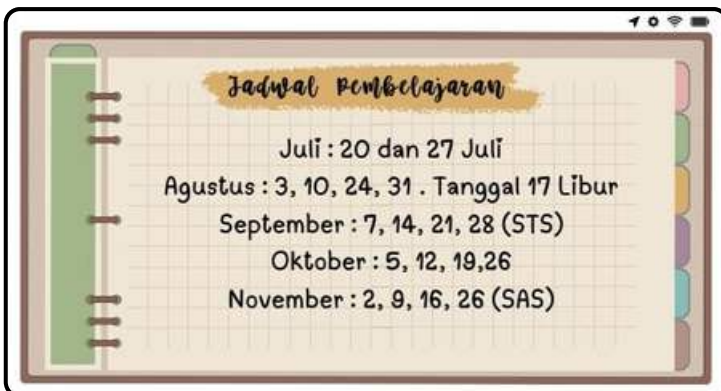 Jadwal Pembelajaran
Juli : 20 dan 27 Juli
Agustus : 3, 10, 24, 31 . Tanggal 17 Libur
September : 7, 14, 21, 28 (STS)
Oktober : 5, 12, 19,26
November : 2, 9, 16, 26 (SAS)